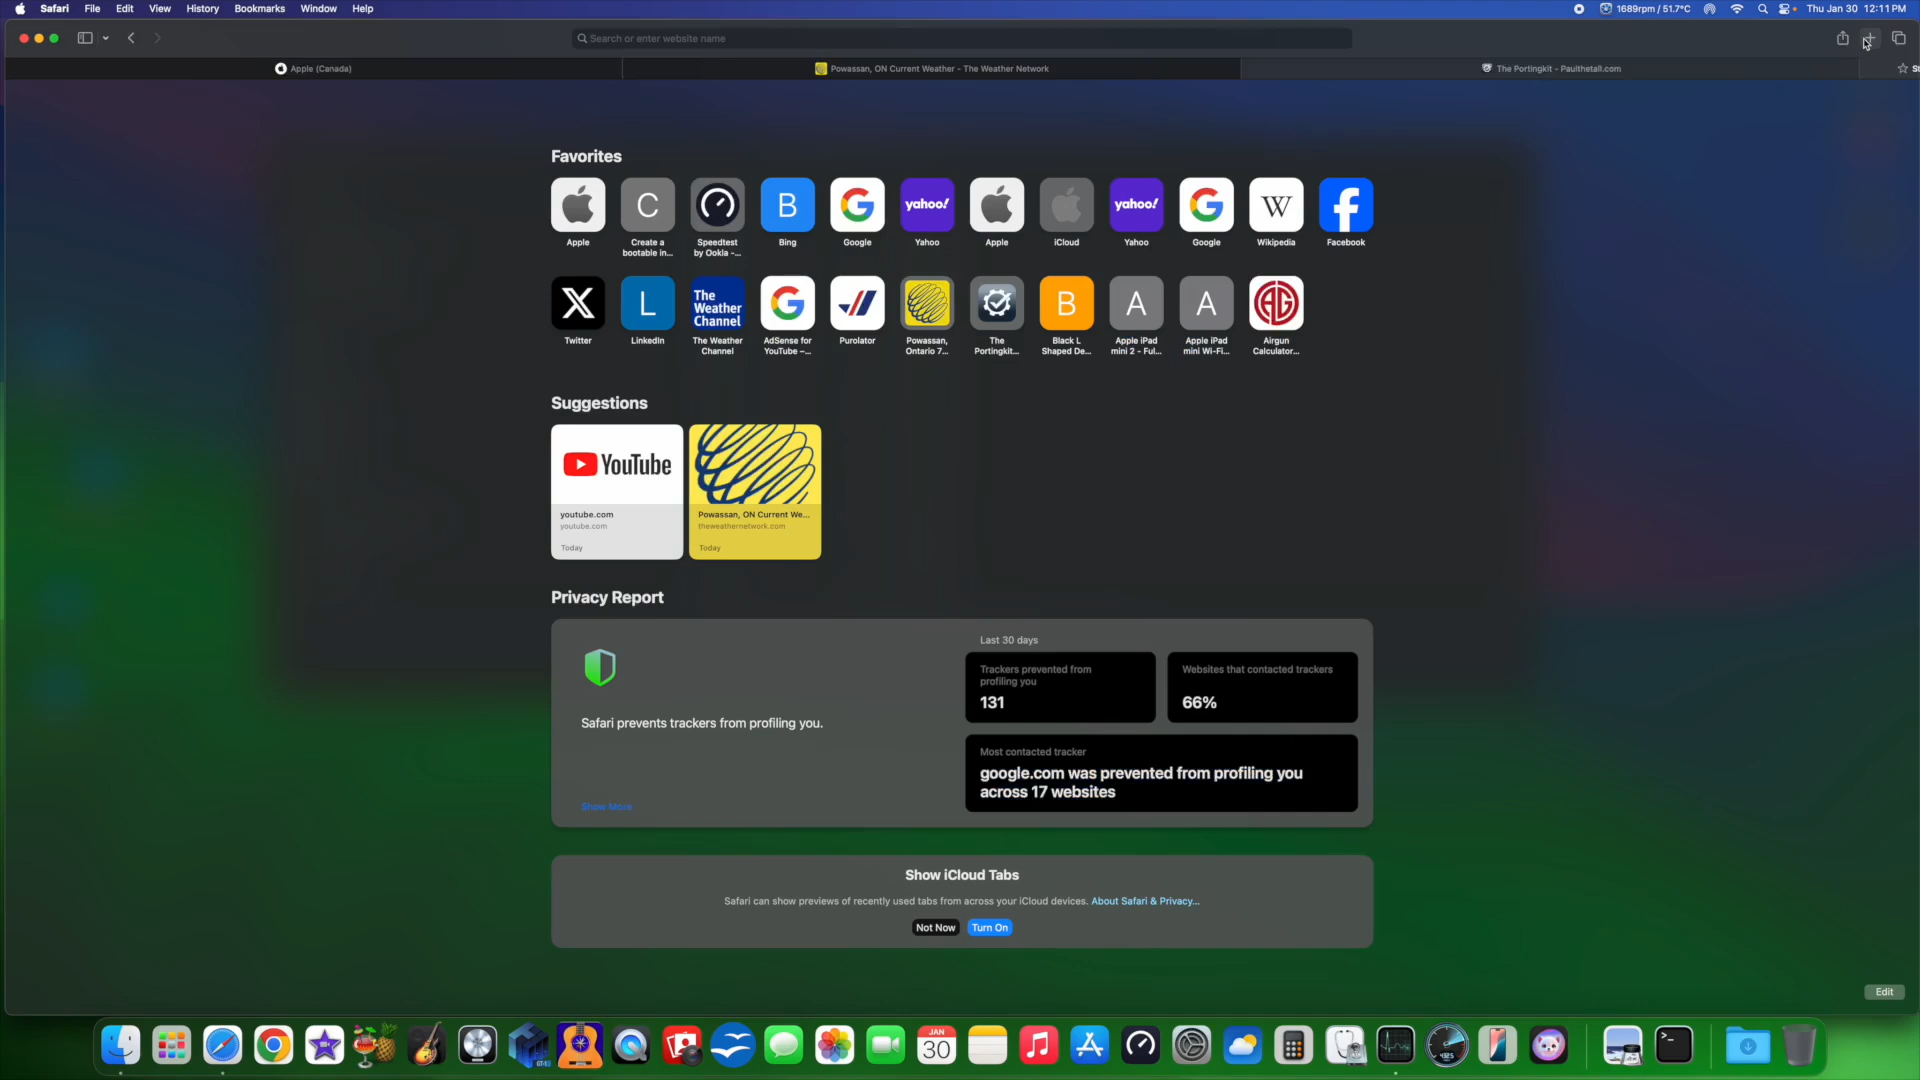 Safari File Edit View History Bookmarks Window Help 1689rpm / 51.7°C Thu Jan 30 12:11 PM
Search or enter website name
Apple (Canada) Powassan, ON Current Weather - The Weather Network The Portingkit - Paulthetall.com St
Favorites
C B G yahoo! yahoo! G W f
Apple Create a bootable in... Speedtest by Ookla -... Bing Google Yahoo Apple iCloud Yahoo Google Wikipedia Facebook
X L The Weather Channel G B A A AG
Twitter LinkedIn The Weather Channel AdSense for YouTube –... Purolator Powassan, Ontario 7... The Portingkit... Black L Shaped De... Apple iPad mini 2 - Ful... Apple iPad mini Wi-Fi... Airgun Calculator...
Suggestions
YouTube
youtube.com Powassan, ON Current We...
youtube.com theweathernetwork.com
Today Today
Privacy Report
Last 30 days
Trackers prevented from profiling you
131
Websites that contacted trackers
66%
Safari prevents trackers from profiling you.
Most contacted tracker
google.com was prevented from profiling you
across 17 websites
Show More
Show iCloud Tabs
Safari can show previews of recently used tabs from across your iCloud devices. About Safari & Privacy...
Not Now Turn On
Edit
JAN
30